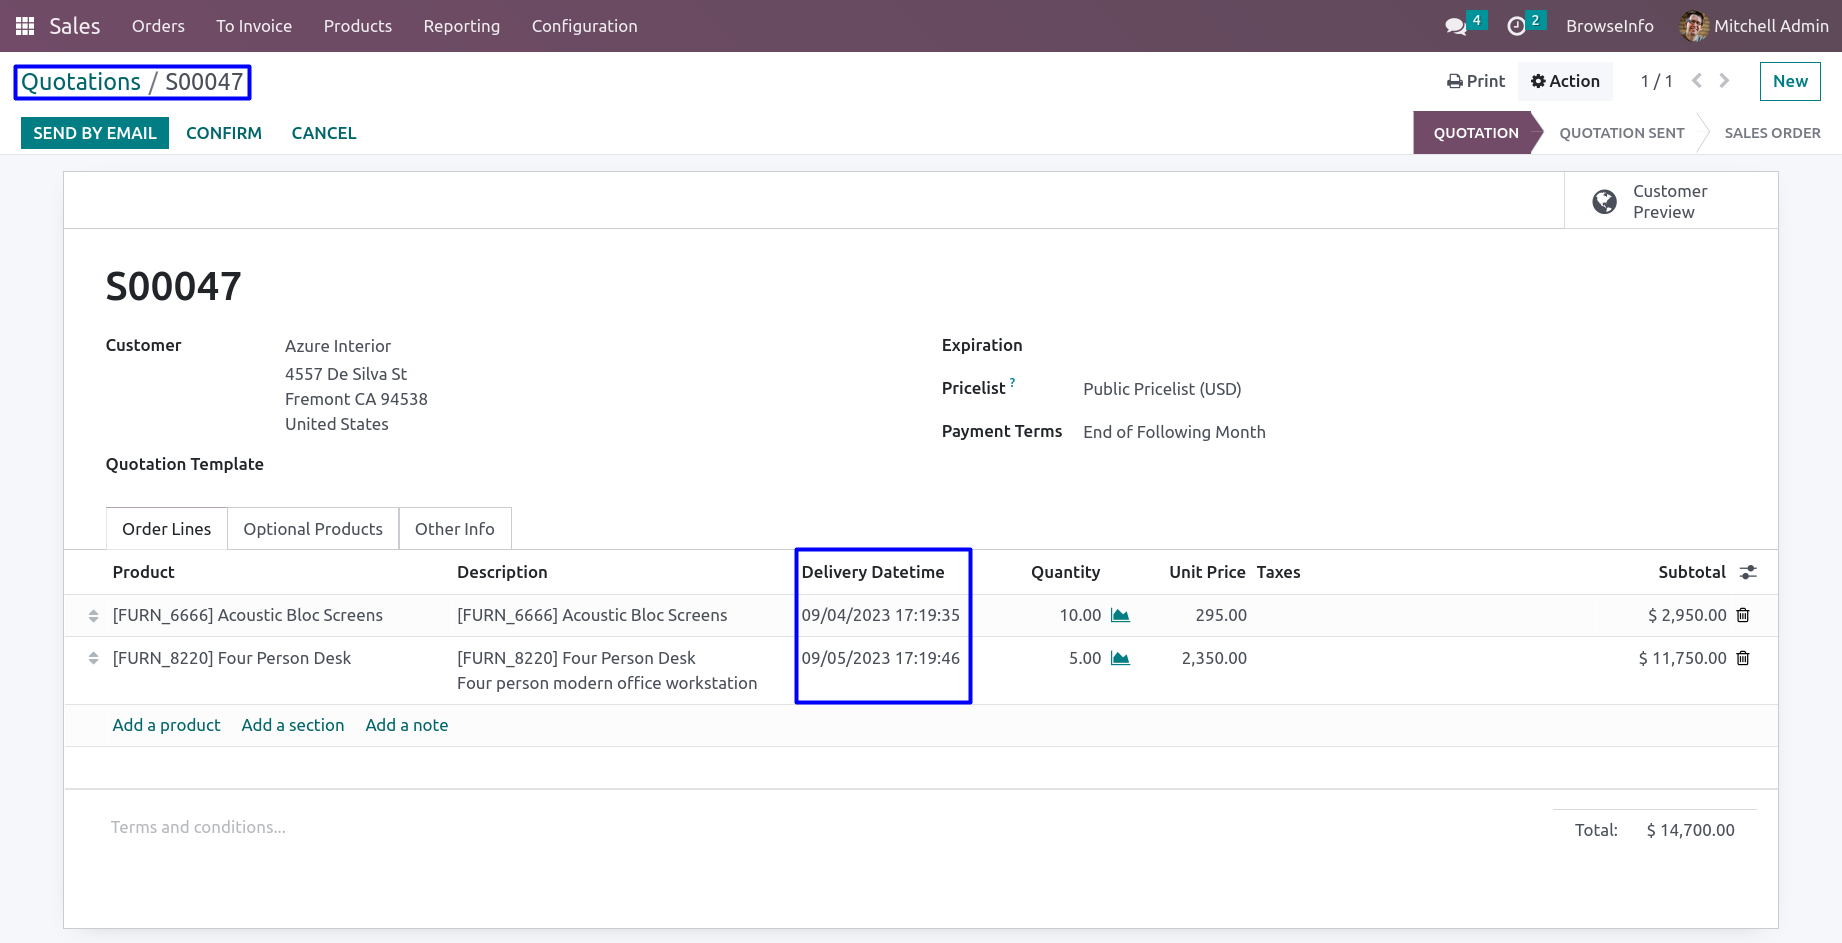 Sales Orders To Invoice Products Reporting Configuration 4 2 BrowseInfo Mitchell Admin
Quotations / S00047 Print Action 1 / 1 New
SEND BY EMAIL CONFIRM CANCEL QUOTATION QUOTATION SENT SALES ORDER
Customer
Preview
S00047
Customer Azure Interior Expiration
4557 De Silva St
Fremont CA 94538
United States
Pricelist ? Public Pricelist (USD)
Payment Terms End of Following Month
Quotation Template
Order Lines Optional Products Other Info
Product Description Delivery Datetime Quantity Unit Price Taxes Subtotal
[FURN_6666] Acoustic Bloc Screens [FURN_6666] Acoustic Bloc Screens 09/04/2023 17:19:35 10.00 295.00 $ 2,950.00
[FURN_8220] Four Person Desk [FURN_8220] Four Person Desk 09/05/2023 17:19:46 5.00 2,350.00 $ 11,750.00
Four person modern office workstation
Add a product Add a section Add a note
Terms and conditions...
Total: $ 14,700.00